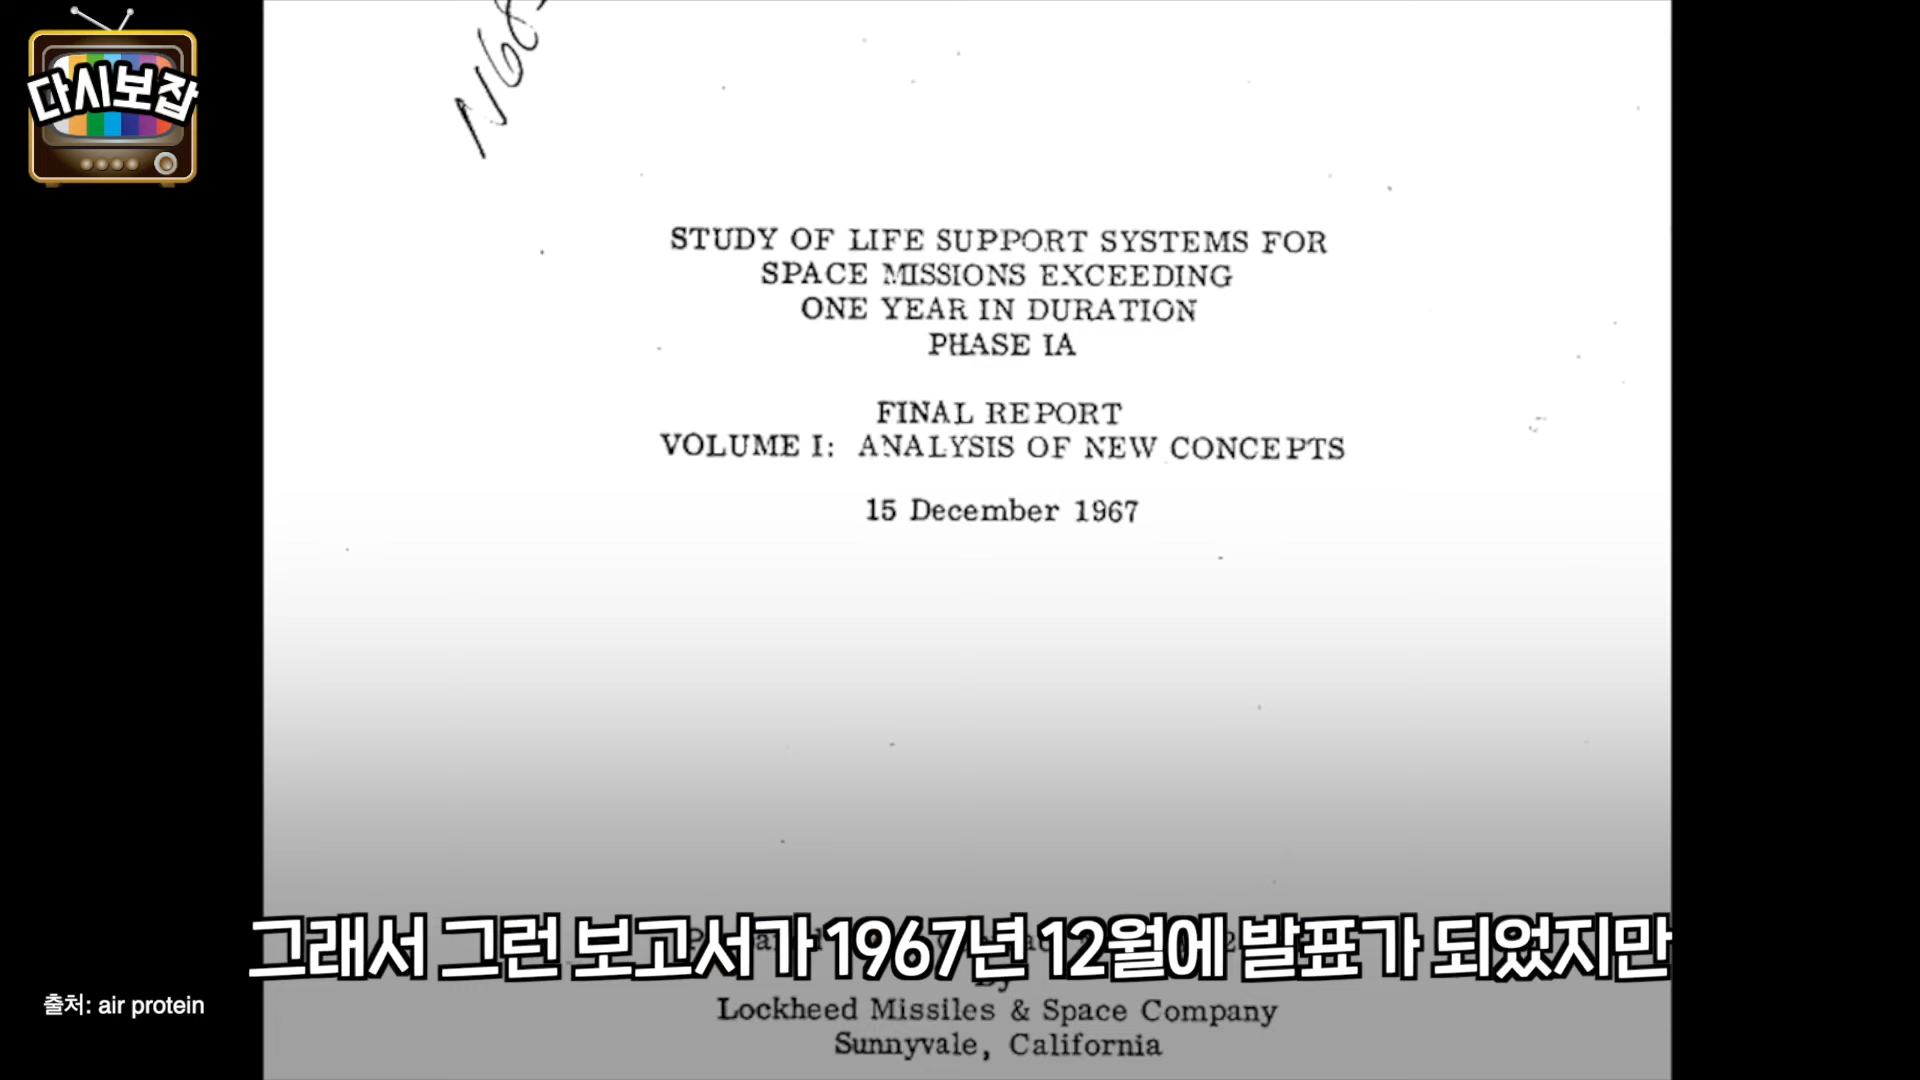 다시보잡
N68
STUDY OF LIFE SUPPORT SYSTEMS FOR
SPACE MISSIONS EXCEEDING
ONE YEAR IN DURATION
PHASE IA
FINAL REPORT
VOLUME I: ANALYSIS OF NEW CONCEPTS
15 December 1967
그래서 그런 보고서가 1967년 12월에 발표가 되었지만
By
Lockheed Missiles & Space Company
Sunnyvale, California
출처: air protein